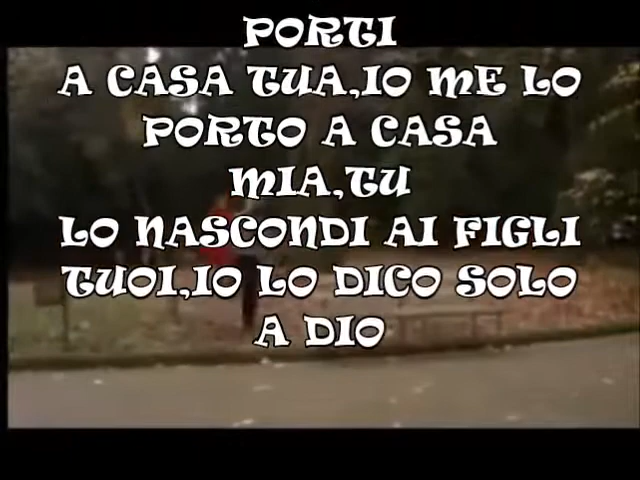 PORTI
A CASA TUA,IO ME LO
PORTO A CASA
MIA,TU
LO NASCONDI AI FIGLI
TUOI,IO LO DICO SOLO
A DIO